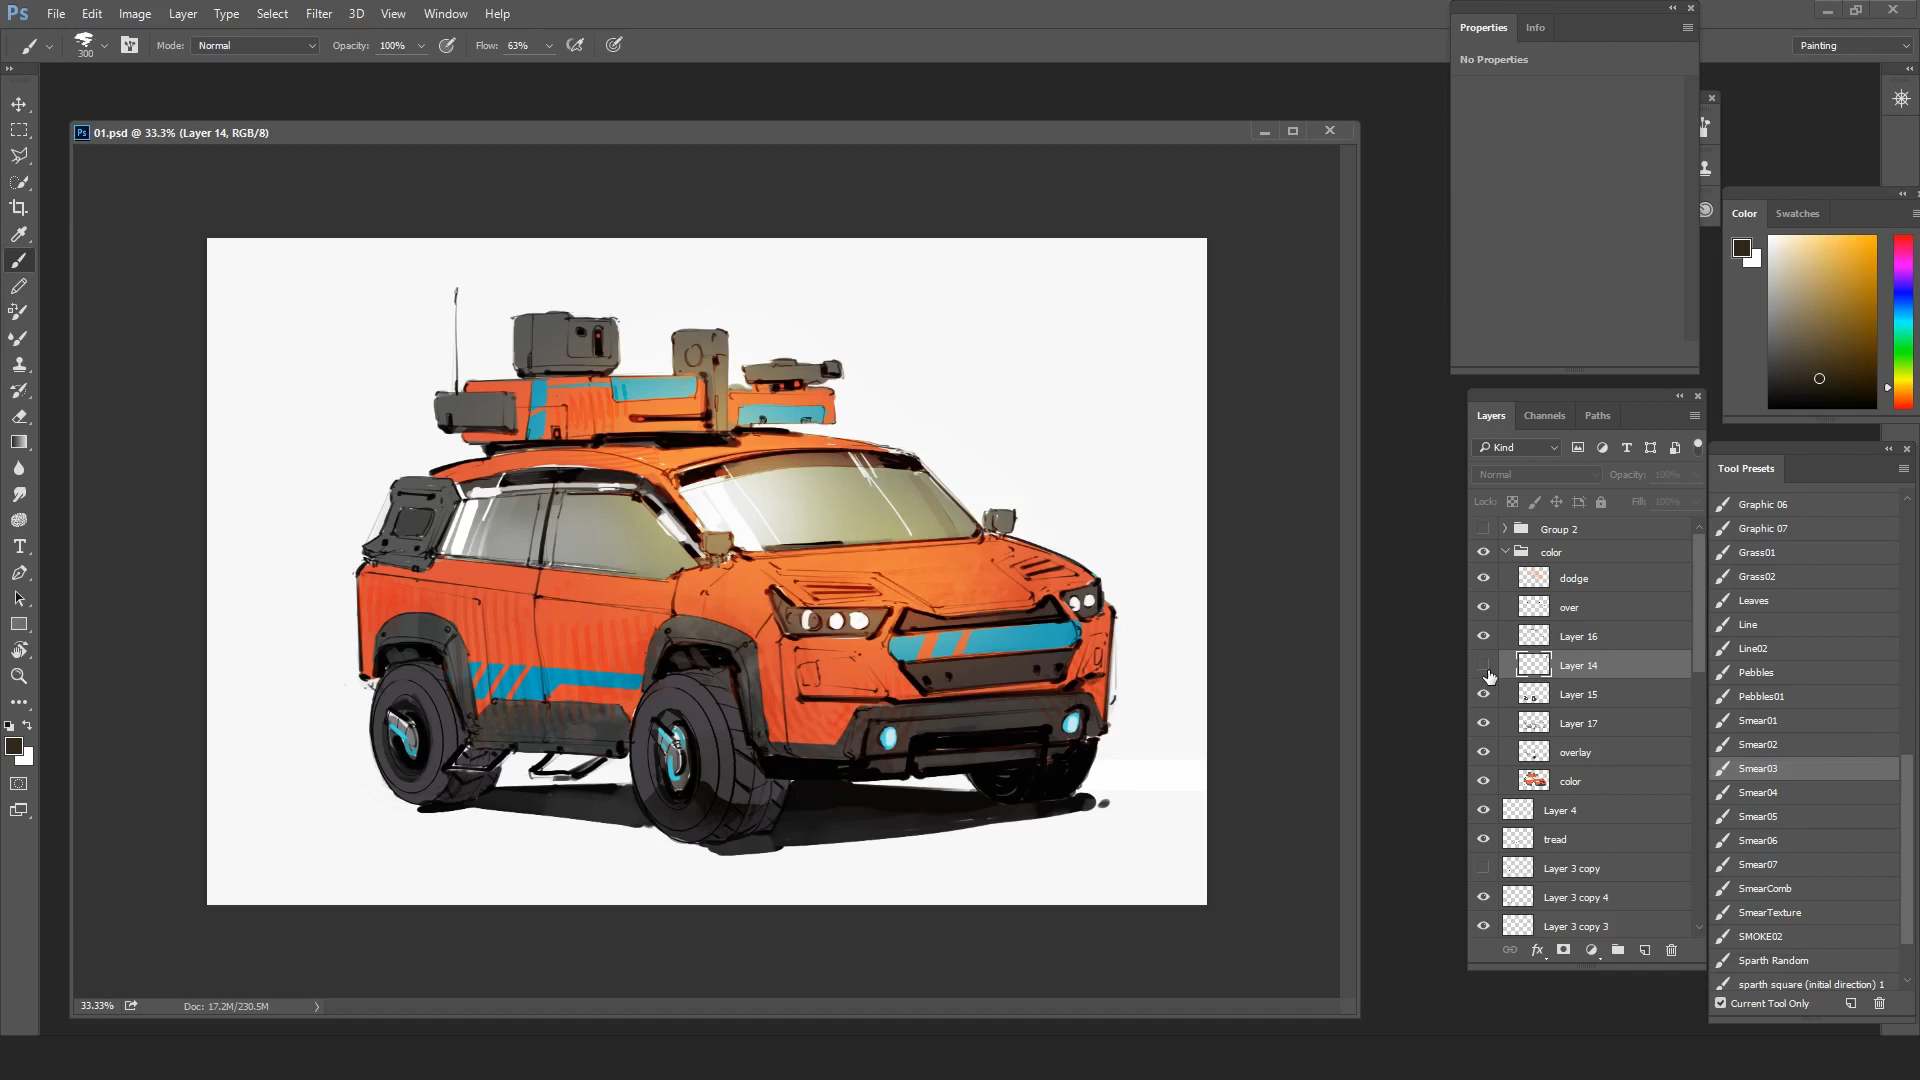 Ps File Edit Image Layer Type Select Filter 3D View Window Help
300 Mode: Normal Opacity: 100% Flow: 63%
Painting
Properties Info
No Properties
Ps 01.psd @ 33.3% (Layer 14, RGB/8)
Color Swatches
Layers Channels Paths
Kind
Normal Opacity: 100%
Lock: Fill: 100%
Group 2
color
dodge
over
Layer 16
Layer 14
Layer 15
Layer 17
overlay
color
Layer 4
tread
Layer 3 copy
Layer 3 copy 4
Layer 3 copy 3
fx
Tool Presets
Graphic 06
Graphic 07
Grass01
Grass02
Leaves
Line
Line02
Pebbles
Pebbles01
Smear01
Smear02
Smear03
Smear04
Smear05
Smear06
Smear07
SmearComb
SmearTexture
SMOKE02
Sparth Random
sparth square (initial direction) 1
Current Tool Only
33.33% Doc: 17.2M/230.5M